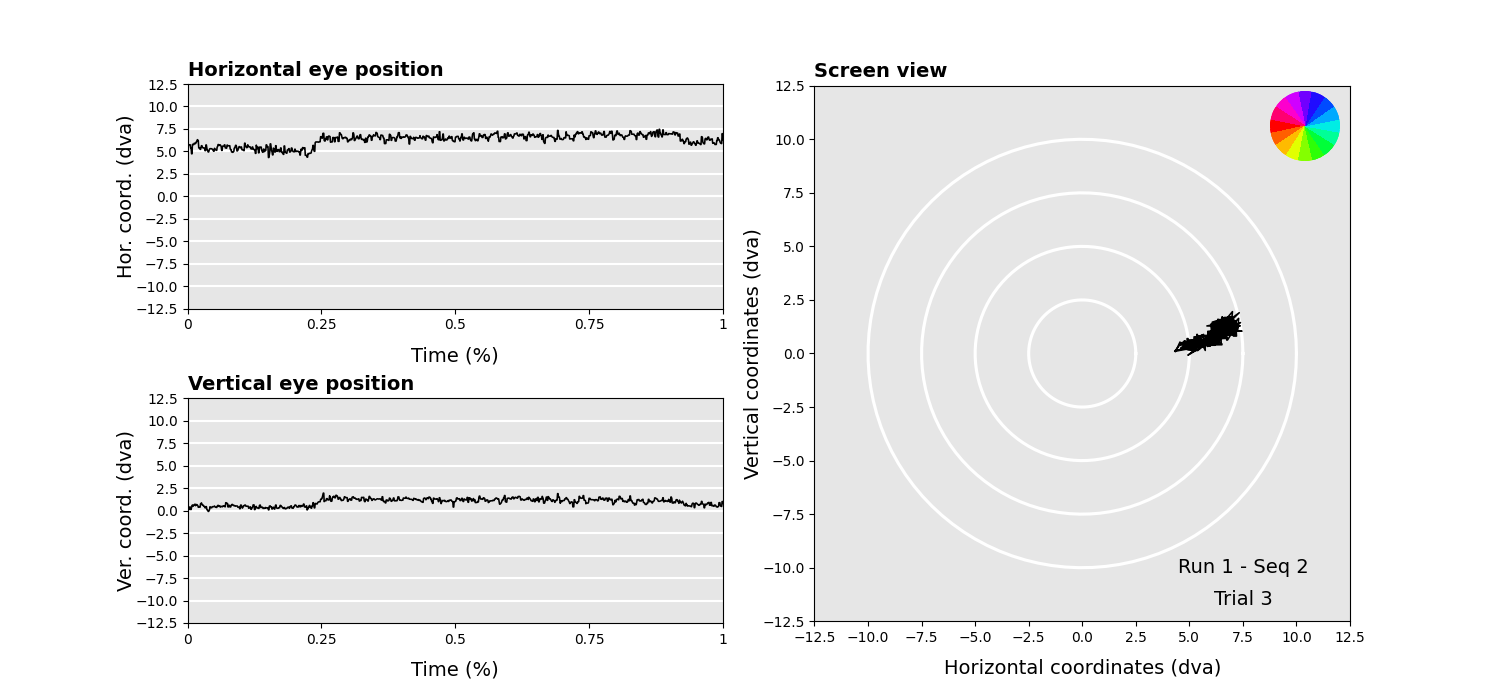 Horizontal eye position
Hor. coord. (dva)
12.5
10.0
7.5
5.0
2.5
0.0
−2.5
−5.0
−7.5
−10.0
−12.5
0 0.25 0.5 0.75 1
Time (%)
Vertical eye position
Ver. coord. (dva)
12.5
10.0
7.5
5.0
2.5
0.0
−2.5
−5.0
−7.5
−10.0
−12.5
0 0.25 0.5 0.75 1
Time (%)
Screen view
Vertical coordinates (dva)
12.5
10.0
7.5
5.0
2.5
0.0
−2.5
−5.0
−7.5
−10.0
−12.5
Run 1 - Seq 2
Trial 3
−12.5 −10.0 −7.5 −5.0 −2.5 0.0 2.5 5.0 7.5 10.0 12.5
Horizontal coordinates (dva)